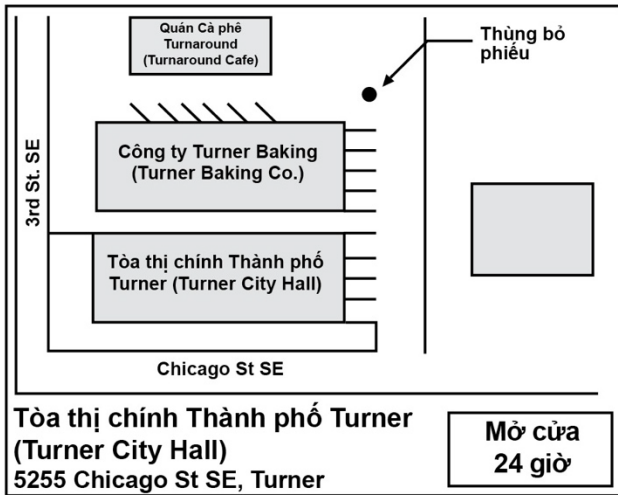 Quán Cà phê
Turnaround
(Turnaround Cafe)
Thùng bỏ
phiếu
Công ty Turner Baking
(Turner Baking Co.)
3rd St. SE
Tòa thị chính Thành phố
Turner (Turner City Hall)
Chicago St SE
Tòa thị chính Thành phố Turner
(Turner City Hall)
5255 Chicago St SE, Turner
Mở cửa
24 giờ